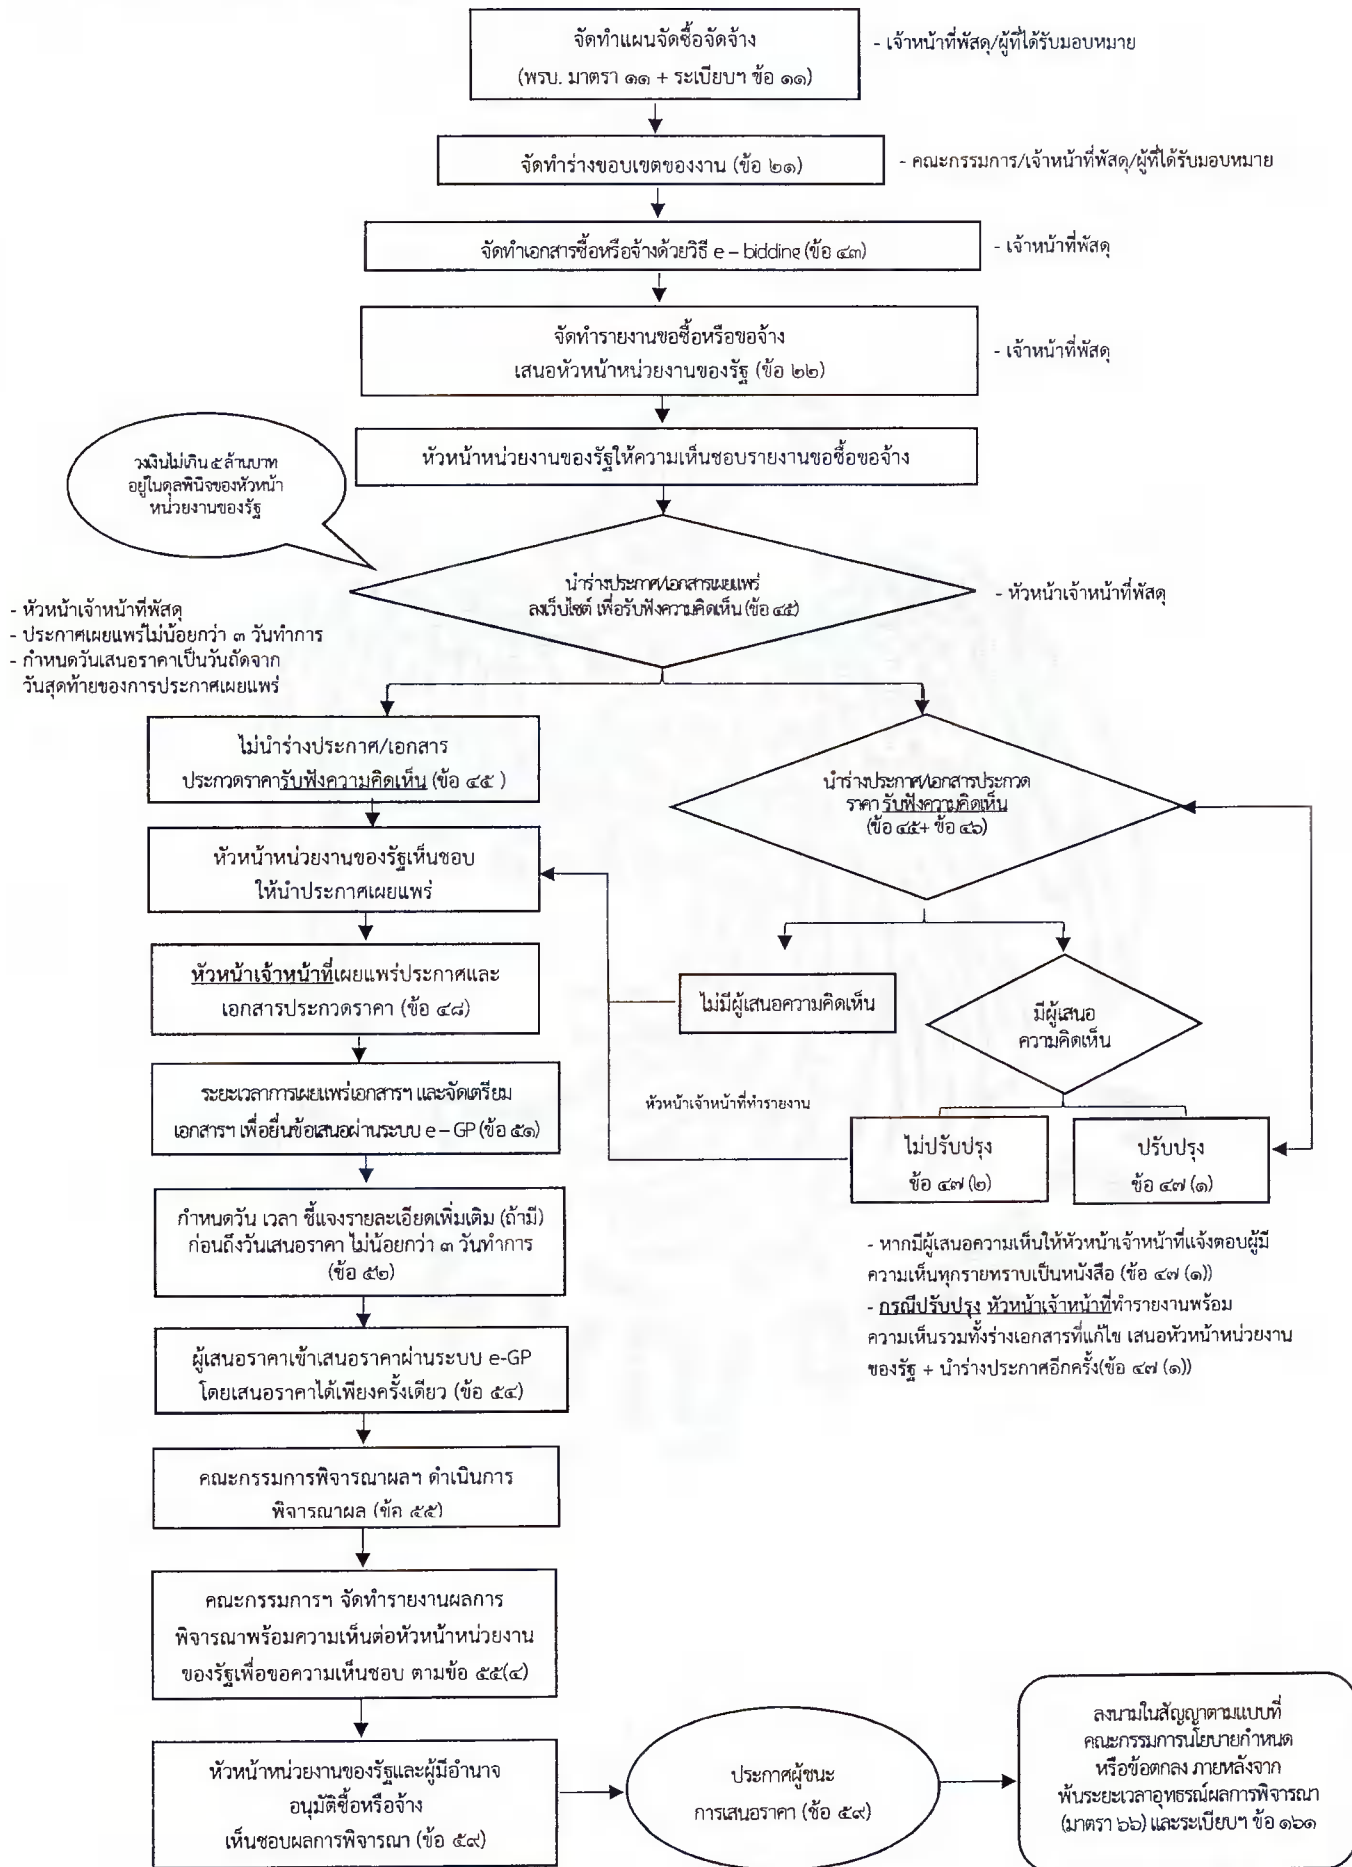 จัดทำแผนจัดซื้อจัดจ้าง
(พรบ. มาตรา ๑๑ + ระเบียบฯ ข้อ ๑๑)
- เจ้าหน้าที่พัสดุ/ผู้ที่ได้รับมอบหมาย
จัดทำร่างขอบเขตของงาน (ข้อ ๒๑)
- คณะกรรมการ/เจ้าหน้าที่พัสดุ/ผู้ที่ได้รับมอบหมาย
จัดทำเอกสารซื้อหรือจ้างด้วยวิธี e – bidding (ข้อ ๔๓)
- เจ้าหน้าที่พัสดุ
จัดทำรายงานขอซื้อหรือขอจ้าง
เสนอหัวหน้าหน่วยงานของรัฐ (ข้อ ๒๒)
- เจ้าหน้าที่พัสดุ
หัวหน้าหน่วยงานของรัฐให้ความเห็นชอบรายงานขอซื้อขอจ้าง
วงเงินไม่เกิน ๕ ล้านบาท
อยู่ในดุลพินิจของหัวหน้า
หน่วยงานของรัฐ
นำร่างประกาศ/เอกสารเผยแพร่
ลงเว็บไซต์ เพื่อรับฟังความคิดเห็น (ข้อ ๔๕)
- หัวหน้าเจ้าหน้าที่พัสดุ
- หัวหน้าเจ้าหน้าที่พัสดุ
- ประกาศเผยแพร่ไม่น้อยกว่า ๓ วันทำการ
- กำหนดวันเสนอราคาเป็นวันถัดจาก
วันสุดท้ายของการประกาศเผยแพร่
ไม่นำร่างประกาศ/เอกสาร
ประกวดราคารับฟังความคิดเห็น (ข้อ ๔๕ )
นำร่างประกาศ/เอกสารประกวด
ราคา รับฟังความคิดเห็น
(ข้อ ๔๕+ ข้อ ๔๖)
หัวหน้าหน่วยงานของรัฐเห็นชอบ
ให้นำประกาศเผยแพร่
หัวหน้าเจ้าหน้าที่เผยแพร่ประกาศและ
เอกสารประกวดราคา (ข้อ ๔๘)
ไม่มีผู้เสนอความคิดเห็น
มีผู้เสนอ
ความคิดเห็น
ระยะเวลาการเผยแพร่เอกสารฯ และจัดเตรียม
เอกสารฯ เพื่อยื่นข้อเสนอผ่านระบบ e – GP (ข้อ ๕๑)
หัวหน้าเจ้าหน้าที่ทำรายงาน
ไม่ปรับปรุง
ข้อ ๔๗ (๒)
ปรับปรุง
ข้อ ๔๗ (๑)
กำหนดวัน เวลา ชี้แจงรายละเอียดเพิ่มเติม (ถ้ามี)
ก่อนถึงวันเสนอราคา ไม่น้อยกว่า ๓ วันทำการ
(ข้อ ๕๒)
- หากมีผู้เสนอความเห็นให้หัวหน้าเจ้าหน้าที่แจ้งตอบผู้มี
ความเห็นทุกรายทราบเป็นหนังสือ (ข้อ ๔๗ (๑))
- กรณีปรับปรุง หัวหน้าเจ้าหน้าที่ทำรายงานพร้อม
ความเห็นรวมทั้งร่างเอกสารที่แก้ไข เสนอหัวหน้าหน่วยงาน
ของรัฐ + นำร่างประกาศอีกครั้ง(ข้อ ๔๗ (๑))
ผู้เสนอราคาเข้าเสนอราคาผ่านระบบ e-GP
โดยเสนอราคาได้เพียงครั้งเดียว (ข้อ ๕๔)
คณะกรรมการพิจารณาผลฯ ดำเนินการ
พิจารณาผล (ข้อ ๕๕)
คณะกรรมการฯ จัดทำรายงานผลการ
พิจารณาพร้อมความเห็นต่อหัวหน้าหน่วยงาน
ของรัฐเพื่อขอความเห็นชอบ ตามข้อ ๕๕(๔)
หัวหน้าหน่วยงานของรัฐและผู้มีอำนาจ
อนุมัติซื้อหรือจ้าง
เห็นชอบผลการพิจารณา (ข้อ ๕๙)
ประกาศผู้ชนะ
การเสนอราคา (ข้อ ๕๙)
ลงนามในสัญญาตามแบบที่
คณะกรรมการนโยบายกำหนด
หรือข้อตกลง ภายหลังจาก
พ้นระยะเวลาอุทธรณ์ผลการพิจารณา
(มาตรา ๖๖) และระเบียบฯ ข้อ ๑๖๑